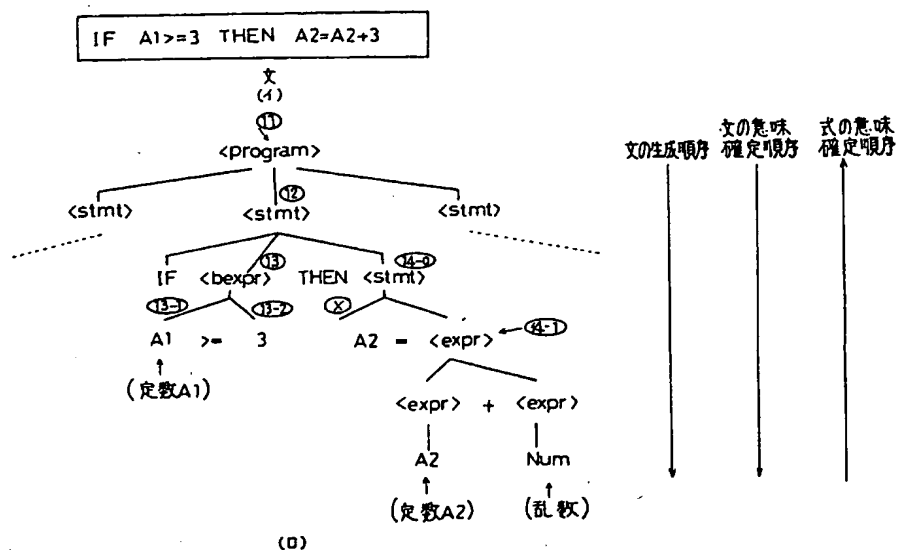 IF A1>=3 THEN A2=A2+3
文
(イ)
⑪
<program>
文の生成順序
文の意味
確定順序
式の意味
確定順序
⑫
<stmt> <stmt> <stmt>
⑬ 14-0
IF <bexpr> THEN <stmt>
13-1 13-2 X
A1 >= 3 A2 = <expr> 14-1
(定数A1)
<expr> + <expr>
A2 Num
(定数A2) (乱数)
(ロ)